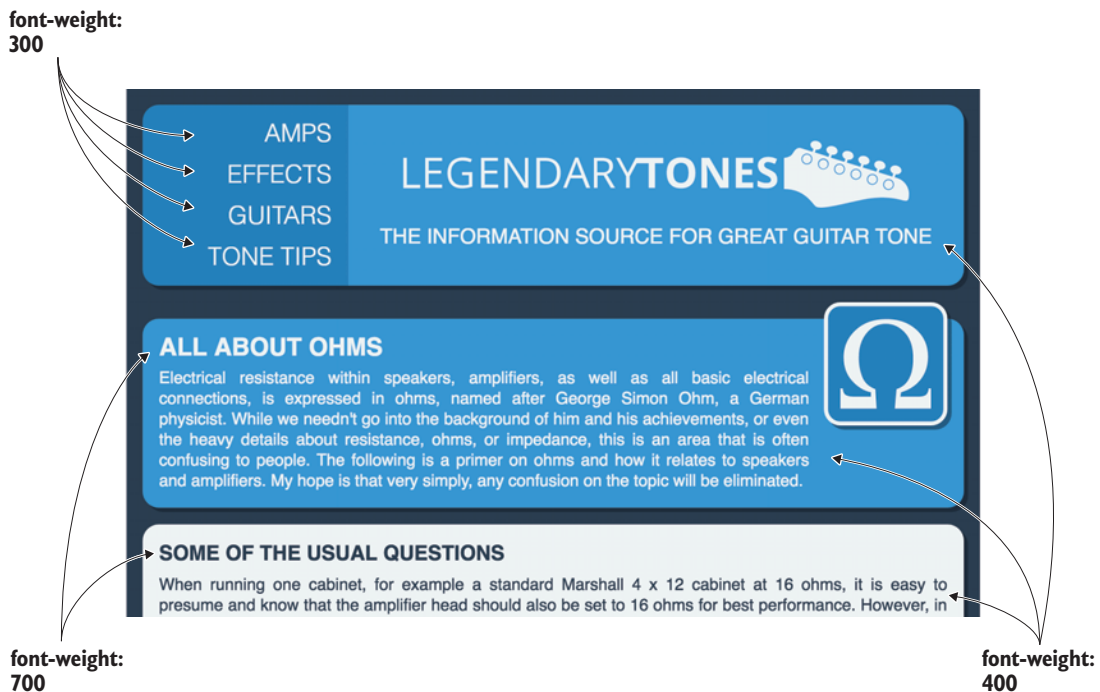 font-weight:
300
AMPS
EFFECTS
GUITARS
TONE TIPS
LEGENDARYTONES
THE INFORMATION SOURCE FOR GREAT GUITAR TONE
ALL ABOUT OHMS
Ω
Electrical resistance within speakers, amplifiers, as well as all basic electrical
connections, is expressed in ohms, named after George Simon Ohm, a German
physicist. While we needn't go into the background of him and his achievements, or even
the heavy details about resistance, ohms, or impedance, this is an area that is often
confusing to people. The following is a primer on ohms and how it relates to speakers
and amplifiers. My hope is that very simply, any confusion on the topic will be eliminated.
SOME OF THE USUAL QUESTIONS
When running one cabinet, for example a standard Marshall 4 x 12 cabinet at 16 ohms, it is easy to
presume and know that the amplifier head should also be set to 16 ohms for best performance. However, in
font-weight:
700
font-weight:
400